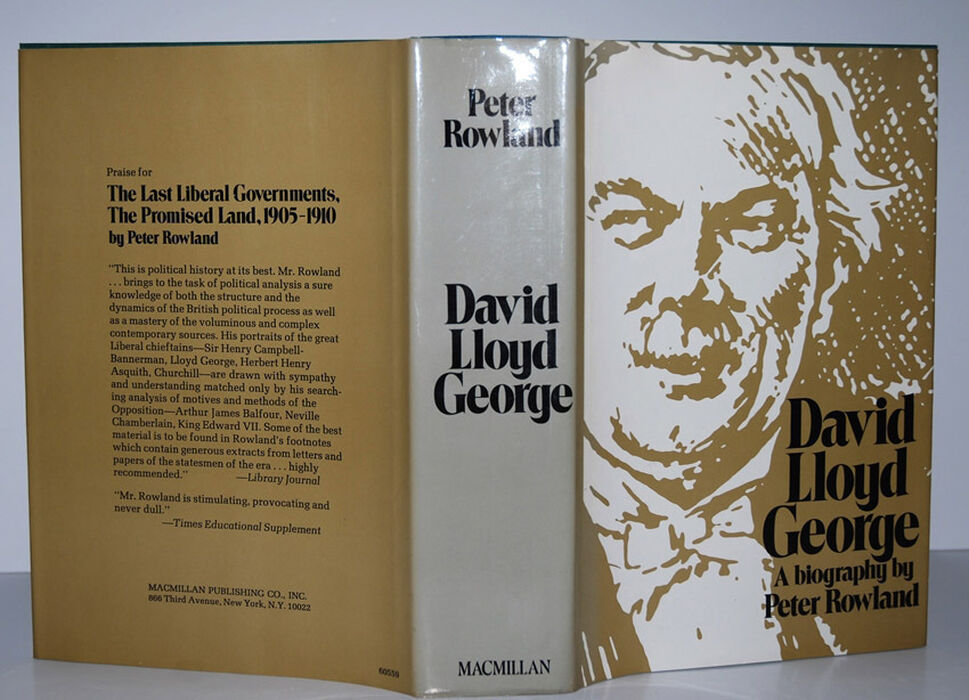 Praise for
The Last Liberal Governments,
The Promised Land, 1905-1910
by Peter Rowland
"This is political history at its best. Mr. Rowland
. . . brings to the task of political analysis a sure
knowledge of both the structure and the
dynamics of the British political process as well
as a mastery of the voluminous and complex
contemporary sources. His portraits of the great
Liberal chieftains—Sir Henry Campbell-
Bannerman, Lloyd George, Herbert Henry
Asquith, Churchill—are drawn with sympathy
and understanding matched only by his search-
ing analysis of motives and methods of the
Opposition—Arthur James Balfour, Neville
Chamberlain, King Edward VII. Some of the best
material is to be found in Rowland's footnotes
which contain generous extracts from letters and
papers of the statesmen of the era . . . highly
recommended." —Library Journal
"Mr. Rowland is stimulating, provocating and
never dull."
—Times Educational Supplement
MACMILLAN PUBLISHING CO., INC.
866 Third Avenue, New York, N.Y. 10022
60559
Peter
Rowland
David
Lloyd
George
MACMILLAN
David
Lloyd
George
A biography by
Peter Rowland